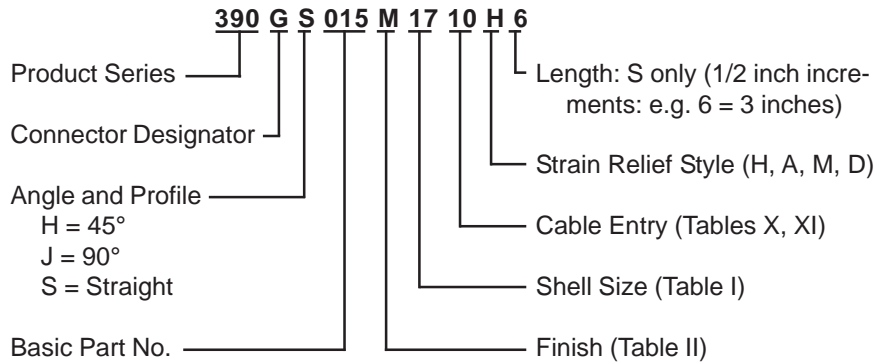 390 G S 015 M 17 10 H 6
Product Series
Connector Designator
Angle and Profile
H = 45°
J = 90°
S = Straight
Basic Part No.
Length: S only (1/2 inch incre-
ments: e.g. 6 = 3 inches)
Strain Relief Style (H, A, M, D)
Cable Entry (Tables X, XI)
Shell Size (Table I)
Finish (Table II)